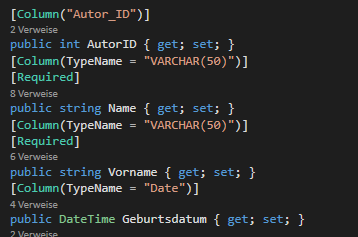 [Column("Autor_ID")]
2 Verweise
public int AutorID { get; set; }
[Column(TypeName = "VARCHAR(50)")]
[Required]
8 Verweise
public string Name { get; set; }
[Column(TypeName = "VARCHAR(50)")]
[Required]
6 Verweise
public string Vorname { get; set; }
[Column(TypeName = "Date")]
4 Verweise
public DateTime Geburtsdatum { get; set; }
2 Verweise